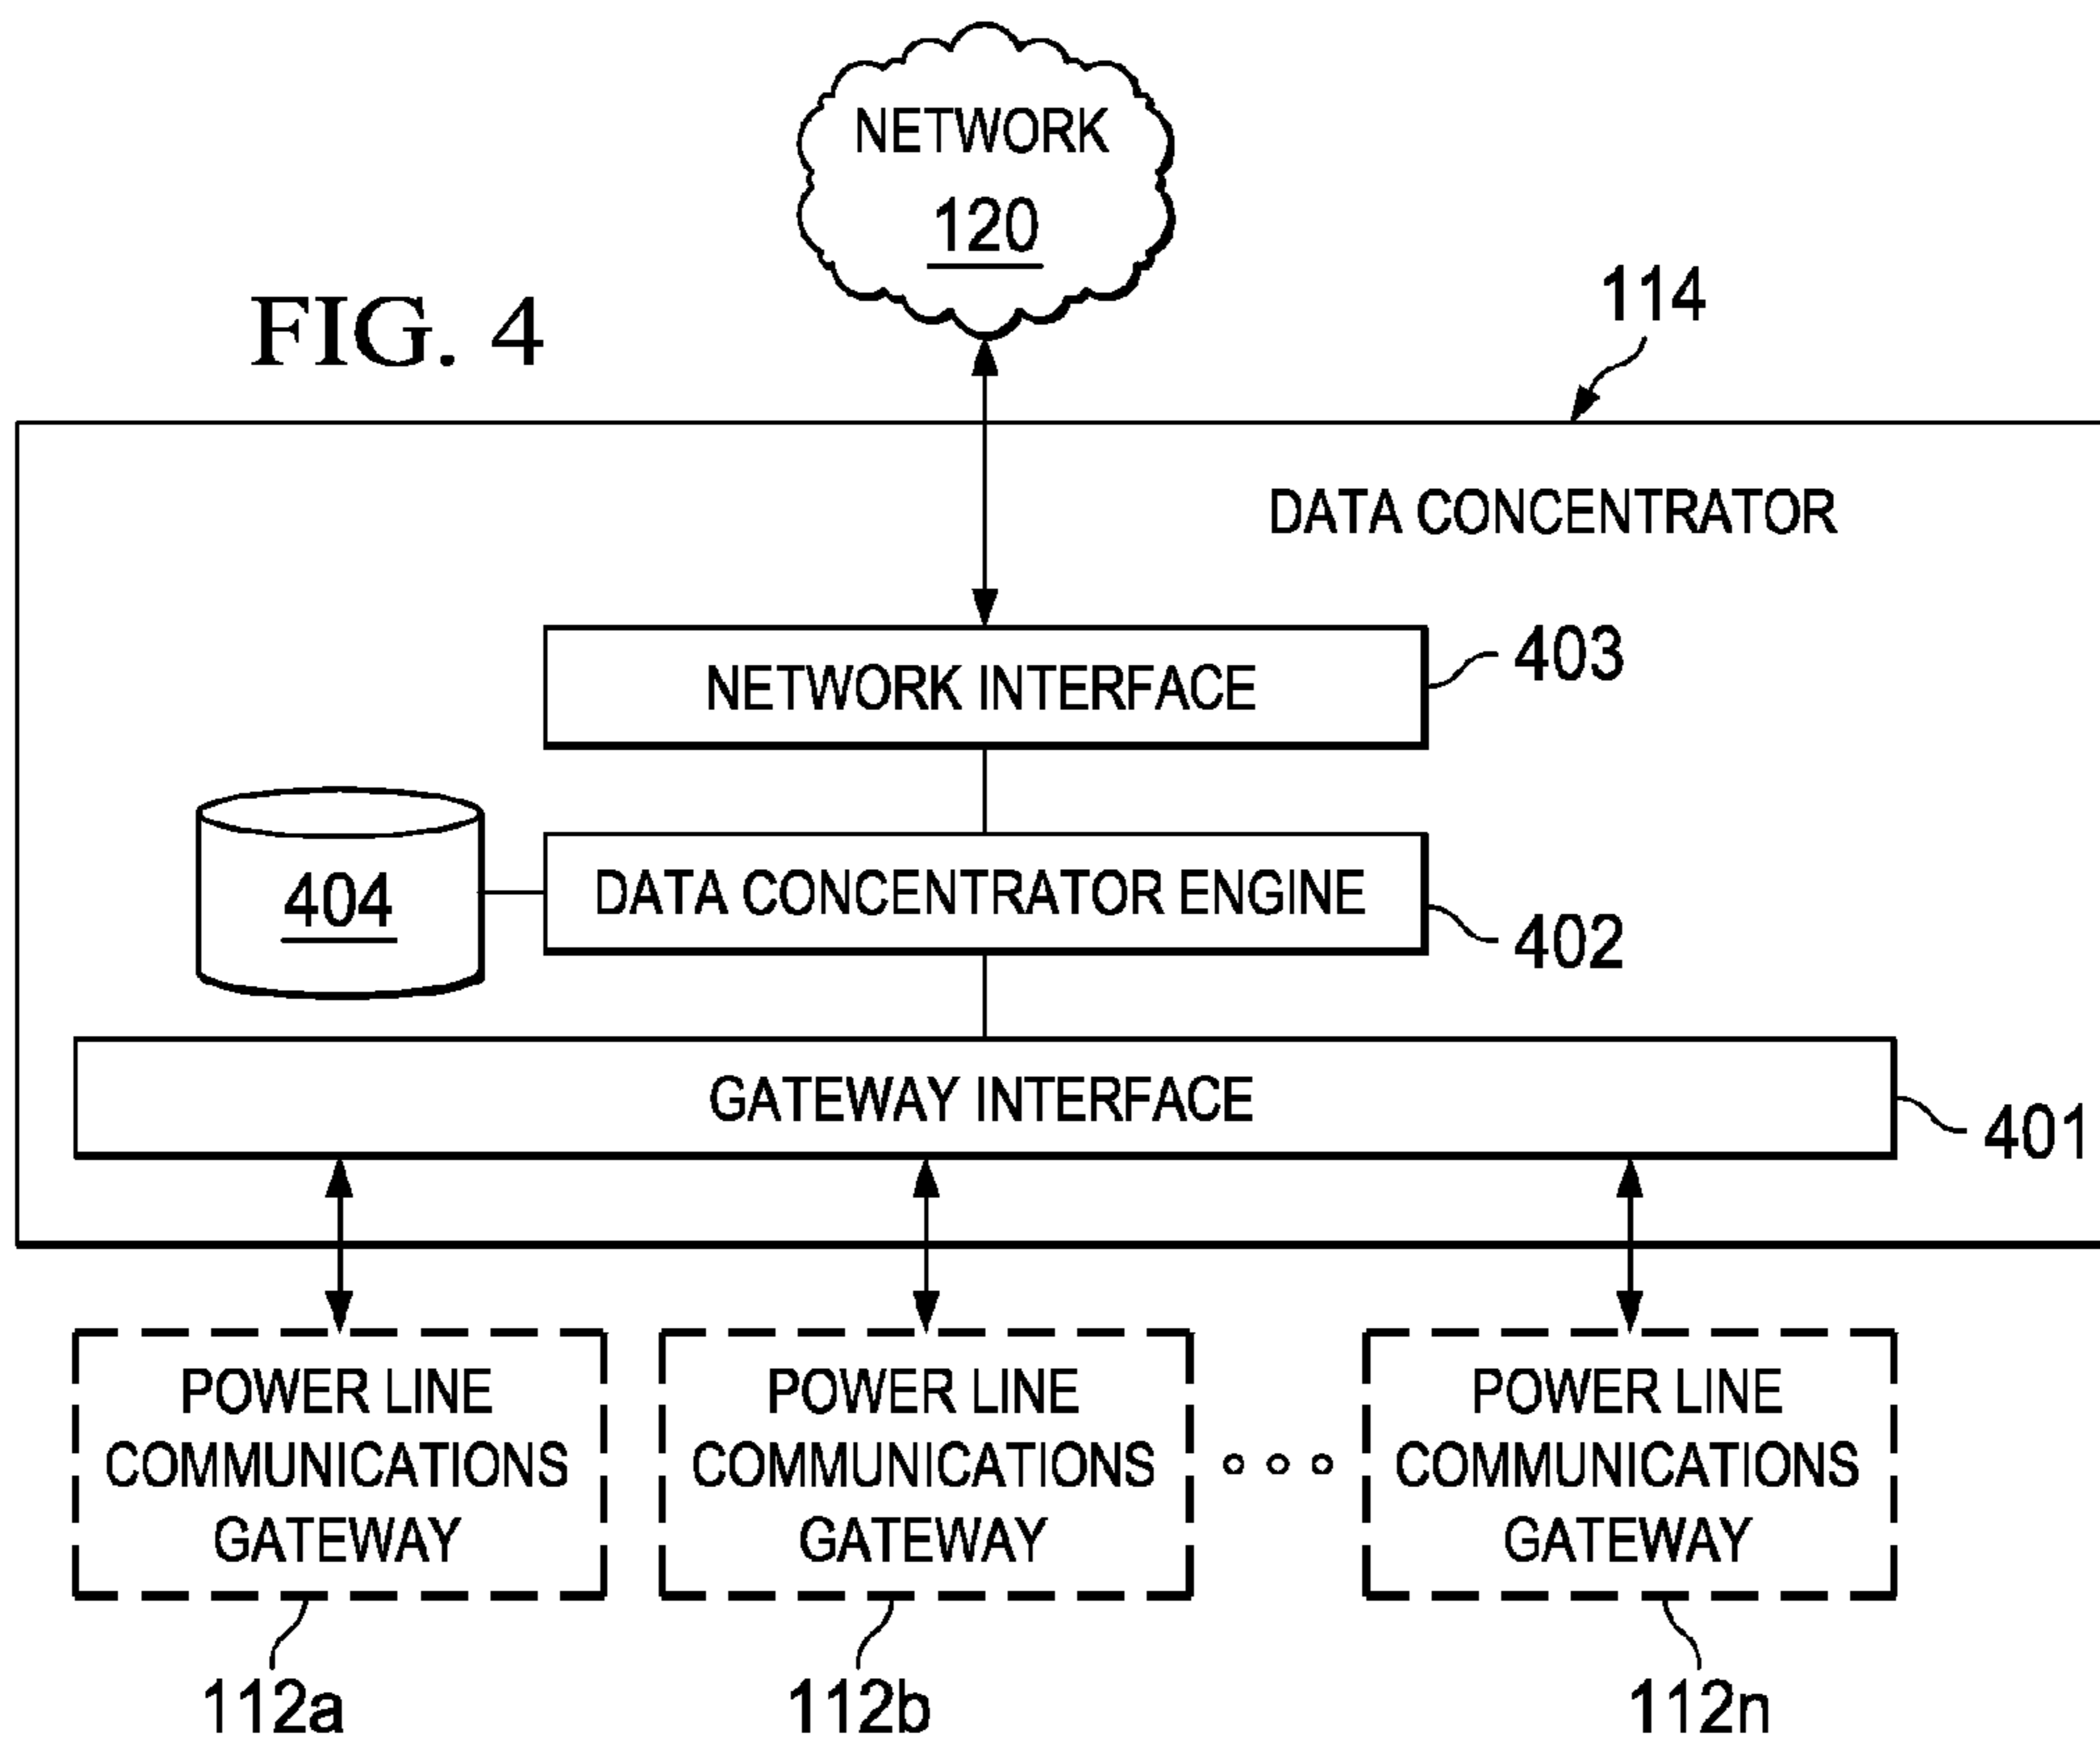 NETWORK
120
FIG. 4
114
DATA CONCENTRATOR
NETWORK INTERFACE
403
404
DATA CONCENTRATOR ENGINE
402
GATEWAY INTERFACE
401
POWER LINE
COMMUNICATIONS
GATEWAY
POWER LINE
COMMUNICATIONS
GATEWAY
POWER LINE
COMMUNICATIONS
GATEWAY
112a
112b
112n